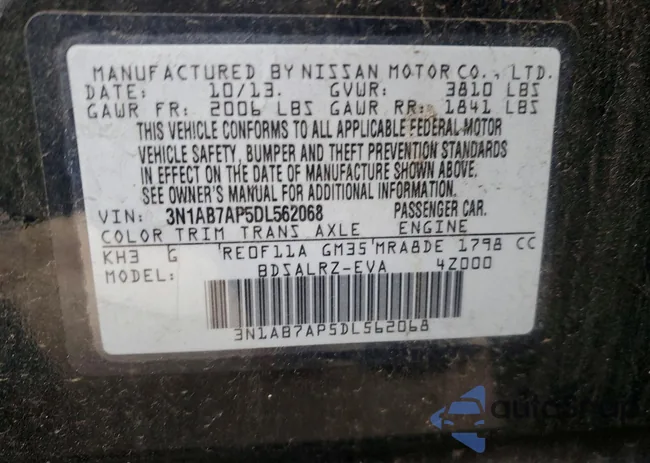 MANUFACTURED BY NISSAN MOTOR CO., LTD.
DATE: 10/13. GVWR: 3810 LBS
GAWR FR: 2006 LBS GAWR RR: 1841 LBS
THIS VEHICLE CONFORMS TO ALL APPLICABLE FEDERAL MOTOR
VEHICLE SAFETY, BUMPER AND THEFT PREVENTION STANDARDS
IN EFFECT ON THE DATE OF MANUFACTURE SHOWN ABOVE.
SEE OWNER'S MANUAL FOR ADDITIONAL INFORMATION.
VIN: 3N1AB7AP5DL562068 PASSENGER CAR.
COLOR TRIM TRANS AXLE ENGINE
KH3 G RE0F11A GM35 MRA8DE 1798 CC
MODEL: BDSALRZ-EVA 4Z000
3N1AB7AP5DL562068